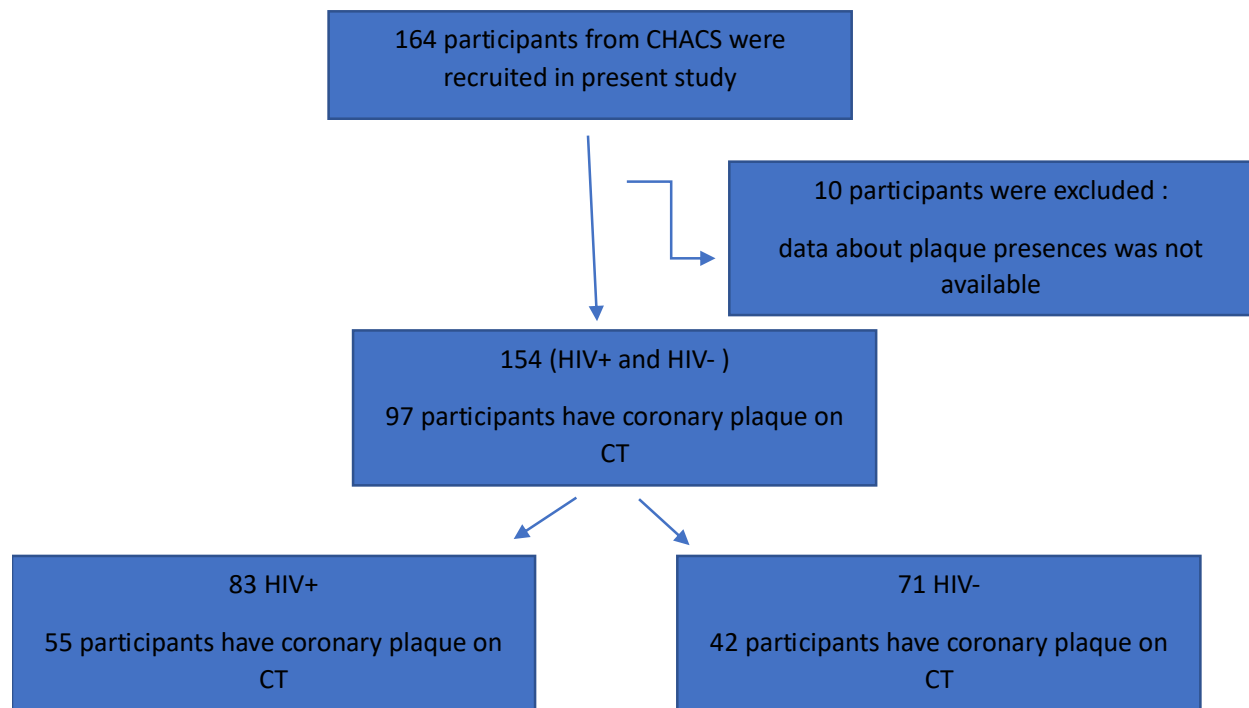 164 participants from CHACS were
recruited in present study
10 participants were excluded :
data about plaque presences was not
available
154 (HIV+ and HIV- )
97 participants have coronary plaque on
CT
83 HIV+
55 participants have coronary plaque on
CT
71 HIV-
42 participants have coronary plaque on
CT